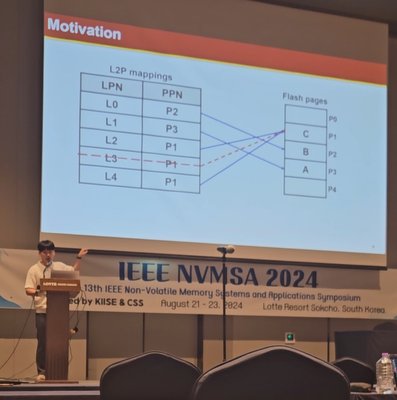 Motivation
L2P mappings
LPN PPN
L0 P2
L1 P3
L2 P1
L3 P1
L4 P1
Flash pages
P0
C P1
B P2
A P3
P4
IEEE NVMSA 2024
13th IEEE Non-Volatile Memory Systems and Applications Symposium
ed by KIISE & CSS August 21 - 23, 2024 Lotte Resort Sokcho, South Korea
LOTTE